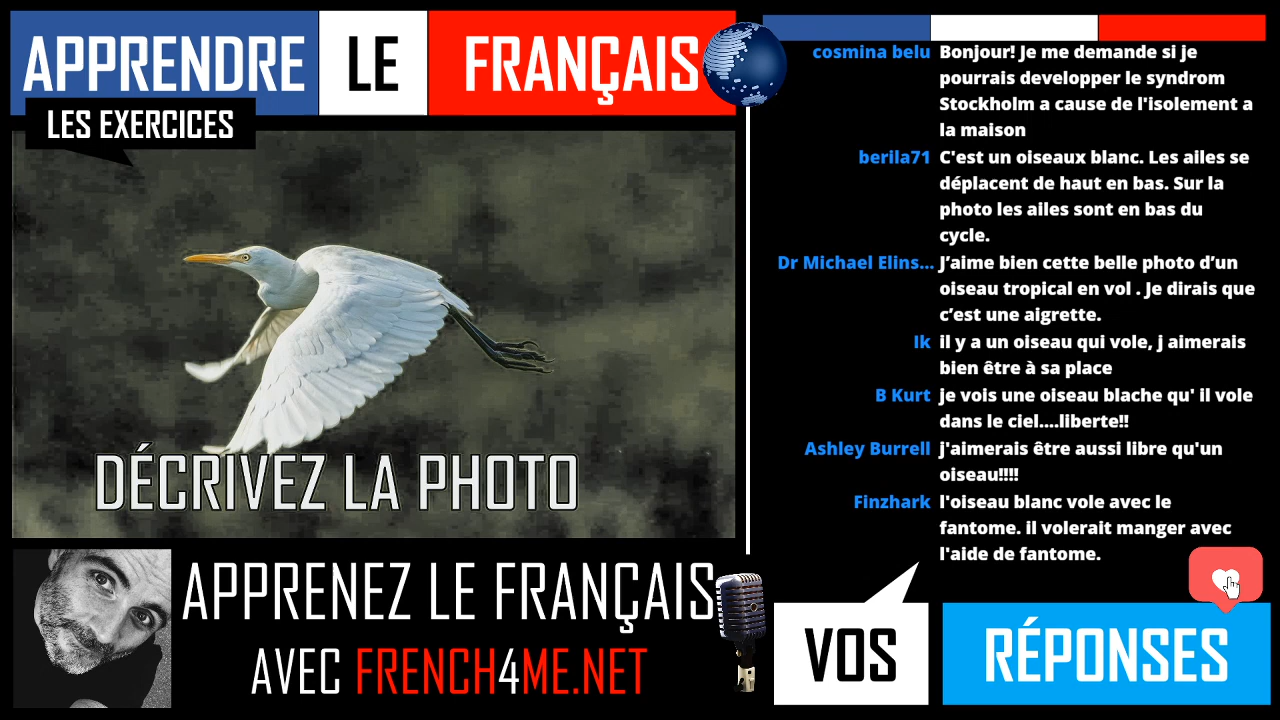 APPRENDRE LE FRANÇAIS
LES EXERCICES
DÉCRIVEZ LA PHOTO
APPRENEZ LE FRANÇAIS
AVEC FRENCH4ME.NET
cosmina belu Bonjour! Je me demande si je
pourrais developper le syndrom
Stockholm a cause de l'isolement a
la maison
berila71 C'est un oiseaux blanc. Les ailes se
déplacent de haut en bas. Sur la
photo les ailes sont en bas du
cycle.
Dr Michael Elins... J’aime bien cette belle photo d’un
oiseau tropical en vol . Je dirais que
c’est une aigrette.
lk il y a un oiseau qui vole, j aimerais
bien être à sa place
B Kurt Je vois une oiseau blache qu' il vole
dans le ciel....liberte!!
Ashley Burrell j'aimerais être aussi libre qu'un
oiseau!!!!
Finzhark l'oiseau blanc vole avec le
fantome. il volerait manger avec
l'aide de fantome.
VOS RÉPONSES